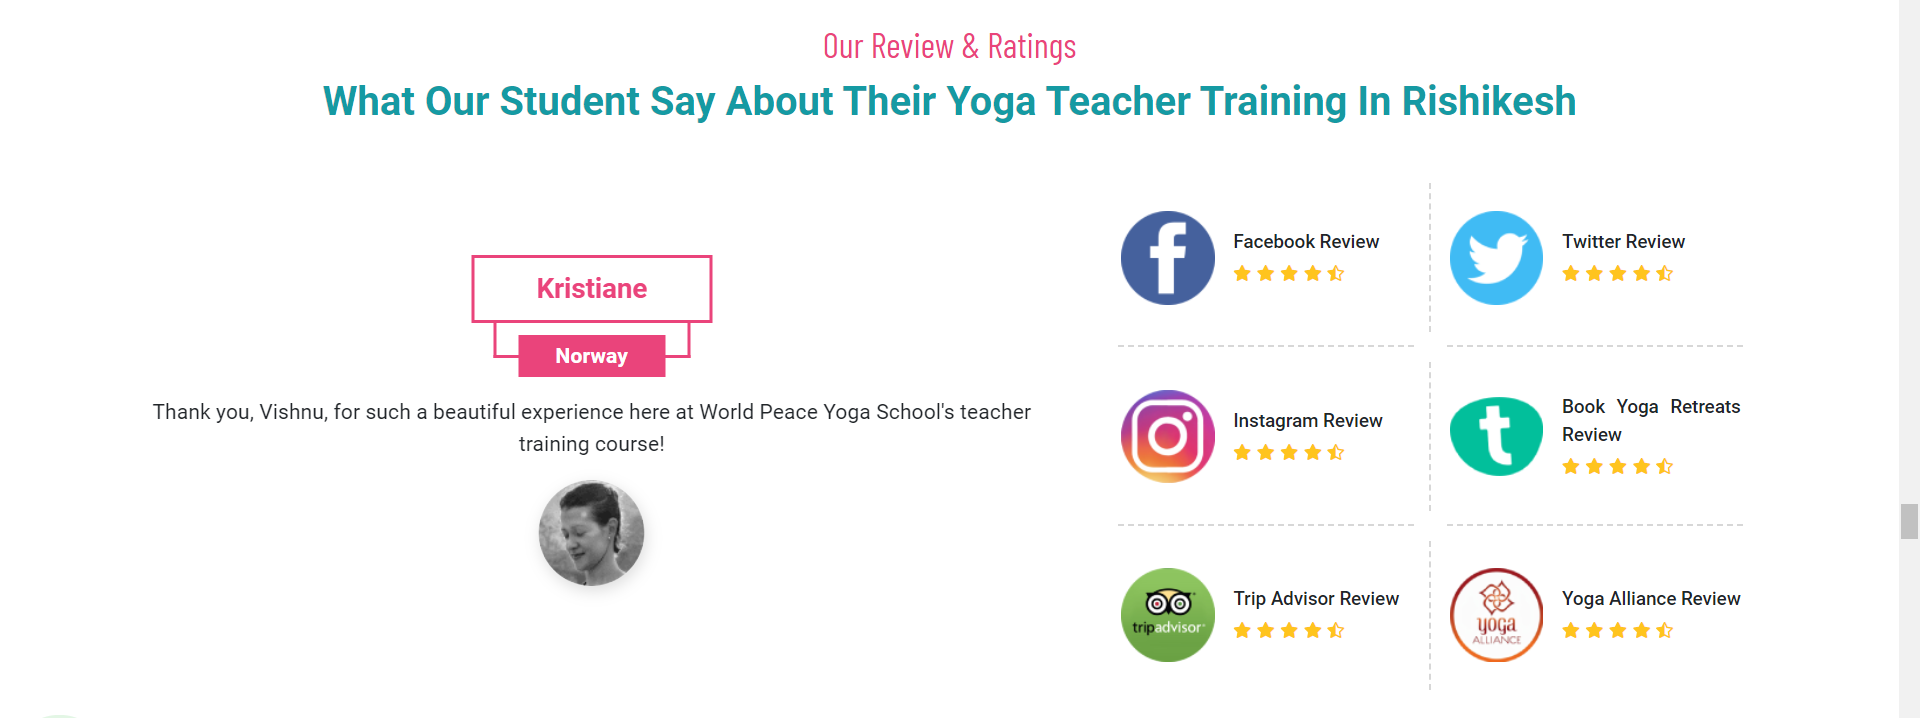 Our Review & Ratings
What Our Student Say About Their Yoga Teacher Training In Rishikesh
Kristiane
Norway
Thank you, Vishnu, for such a beautiful experience here at World Peace Yoga School's teacher
training course!
Facebook Review
Twitter Review
Instagram Review
Book Yoga Retreats
Review
tripadvisor
Trip Advisor Review
yoga
ALLIANCE
Yoga Alliance Review